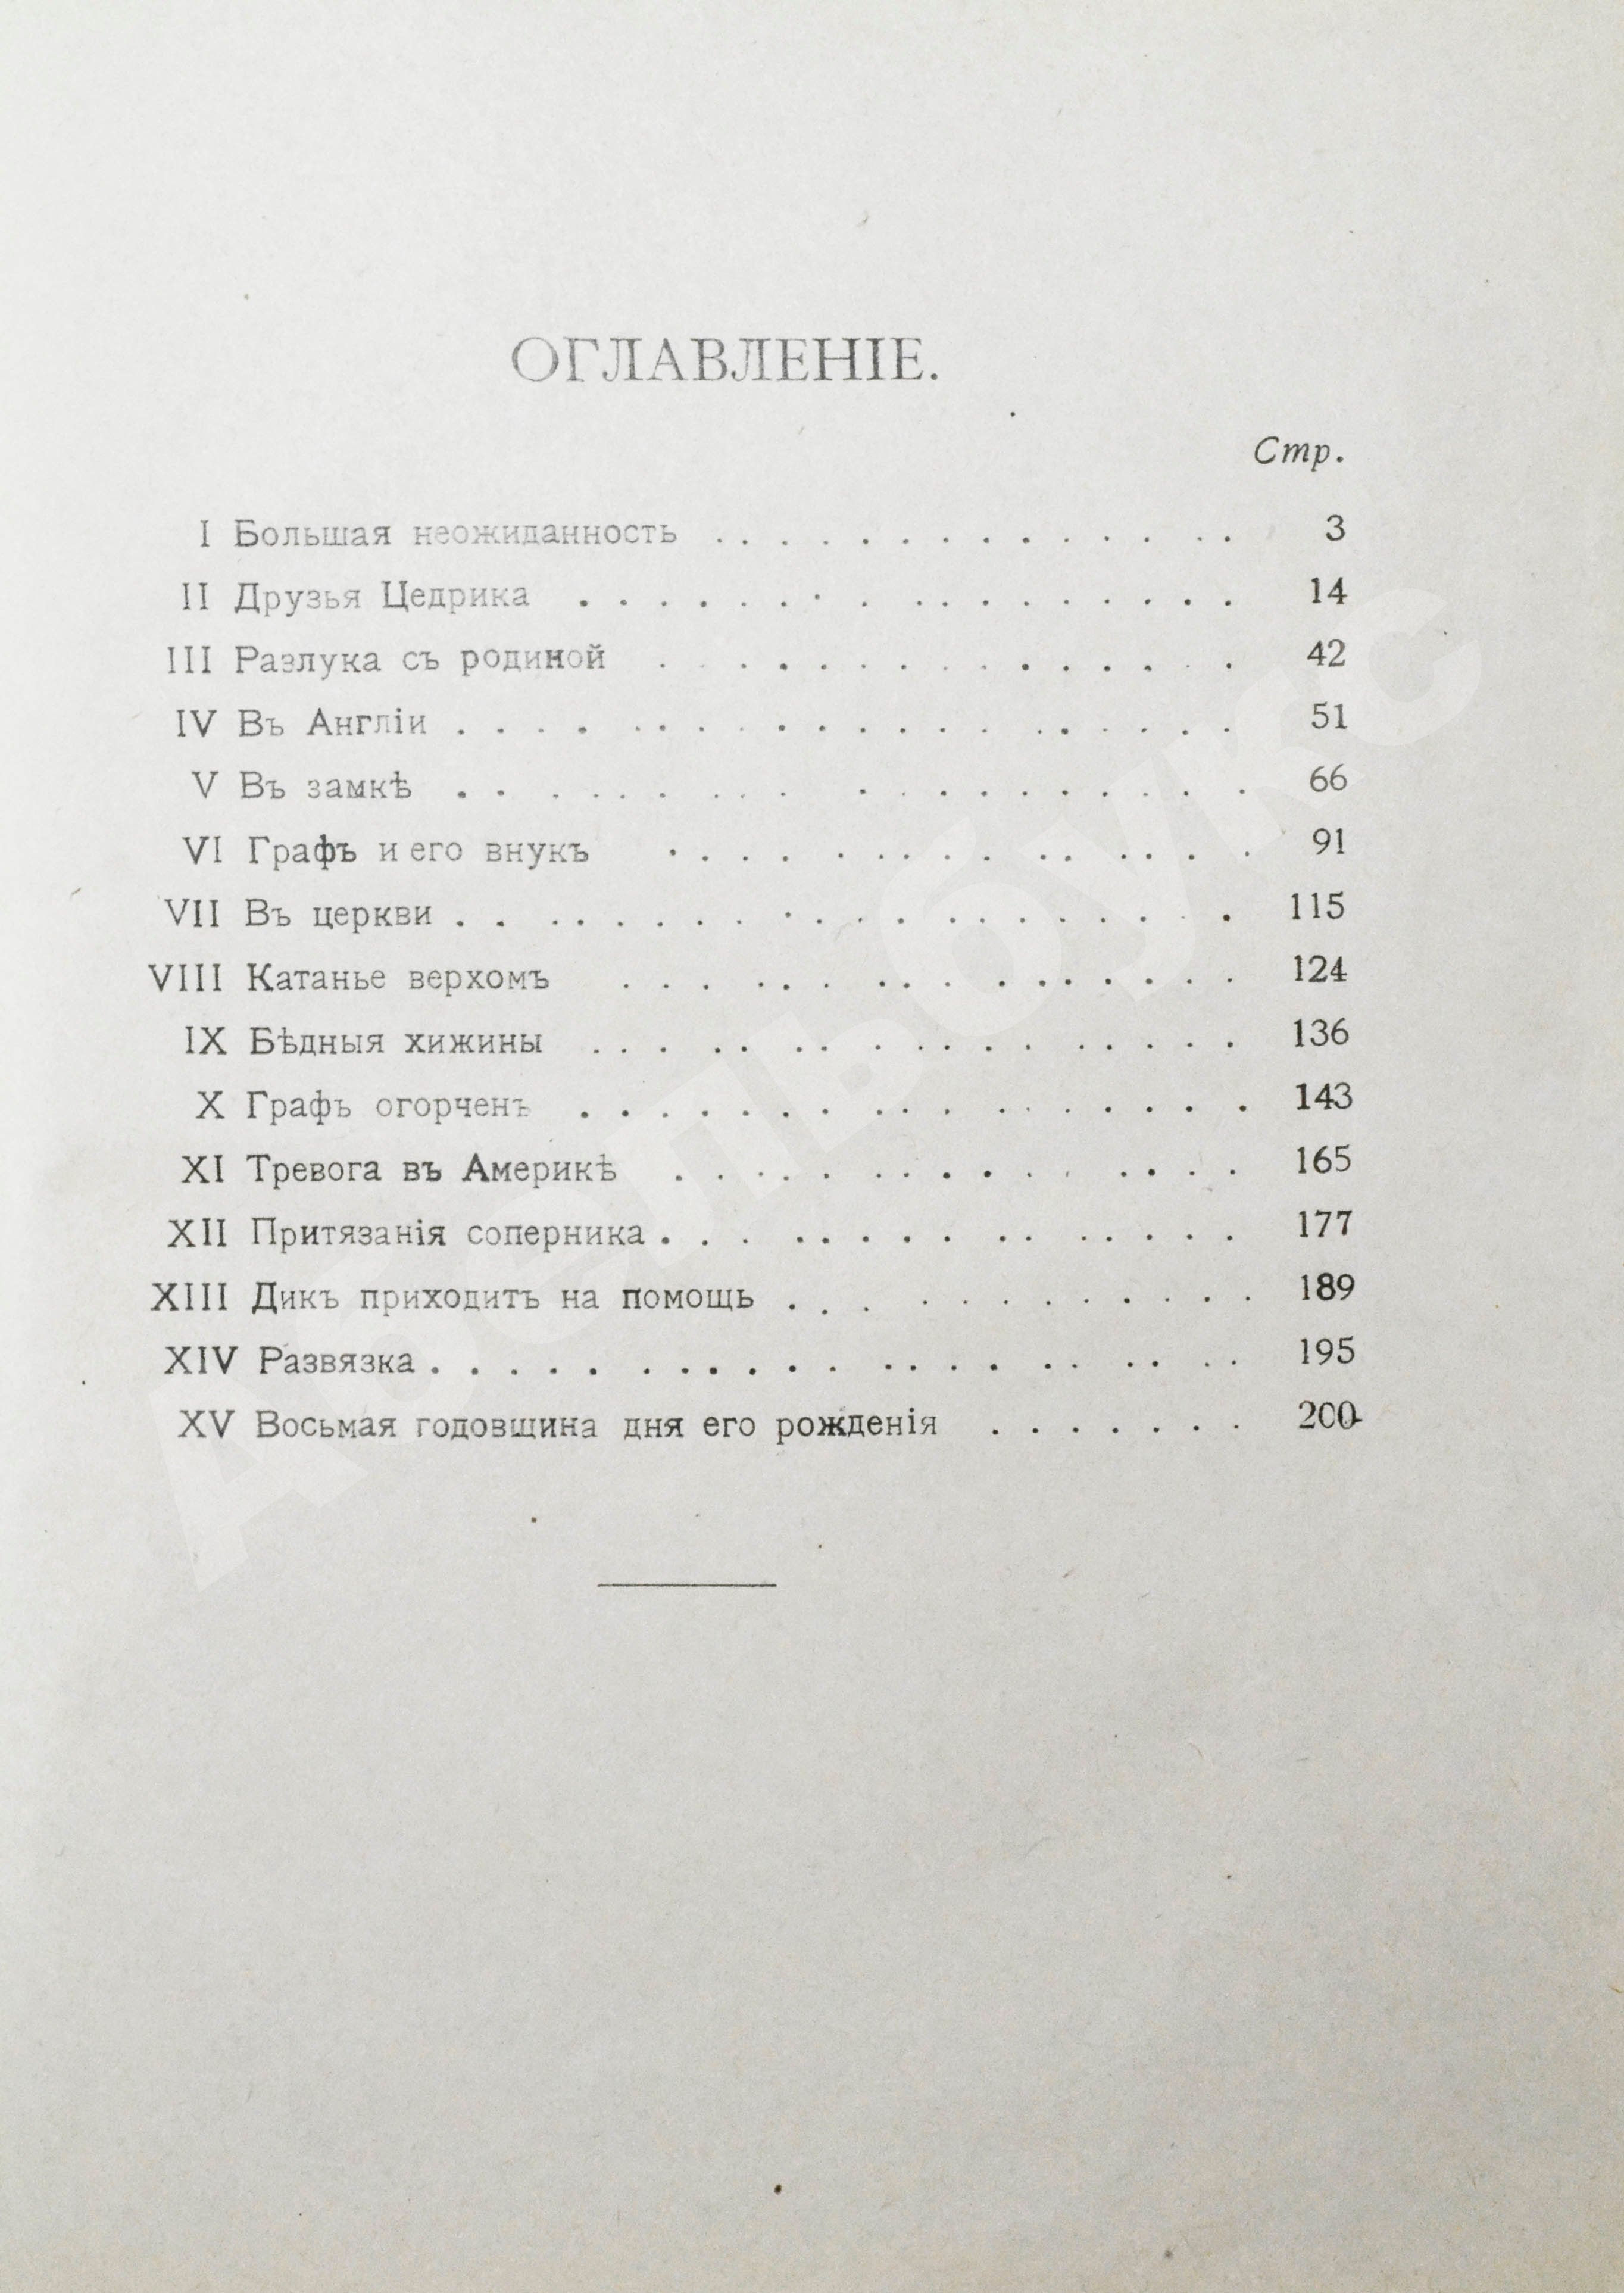 ОГЛАВЛЕНІЕ.
Стр.
I Большая неожиданность . . . . . . . . . . . . . . 3
II Друзья Цедрика . . . . . . . . . . . . . . . . 14
III Разлука съ родиной . . . . . . . . . . . . . . . 42
IV Въ Англіи . . . . . . . . . . . . . . . . . . . 51
V Въ замкѣ . . . . . . . . . . . . . . . . . . . 66
VI Графъ и его внукъ . . . . . . . . . . . . . . 91
VII Въ церкви . . . . . . . . . . . . . . . . . . . 115
VIII Катанье верхомъ . . . . . . . . . . . . . . . 124
IX Бѣдныя хижины . . . . . . . . . . . . . . . . 136
X Графъ огорченъ . . . . . . . . . . . . . . . . . 143
XI Тревога въ Америкѣ . . . . . . . . . . . . . . 165
XII Притязанія соперника . . . . . . . . . . . . . . 177
XIII Дикъ приходитъ на помощь . . . . . . . . . . . . 189
XIV Развязка . . . . . . . . . . . . . . . . . . . . 195
XV Восьмая годовщина дня его рожденія . . . . . . . 200
Абельбукс